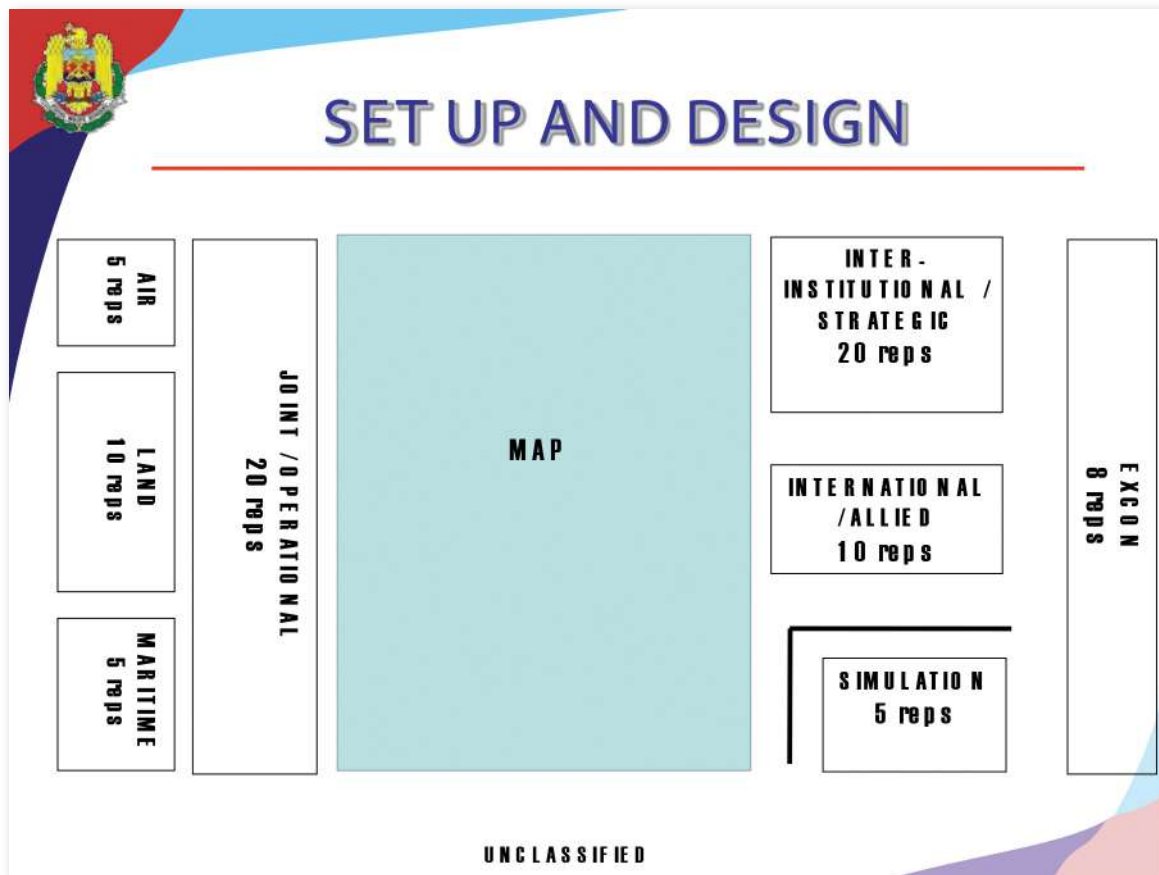 SET UP AND DESIGN
AIR
5 reps
LAND
10 reps
MARITIME
5 reps
JOINT /OPERATIONAL
20 reps
MAP
INTER-
INSTITUTIONAL /
STRATEGIC
20 reps
INTERNATIONAL
/ALLIED
10 reps
SIMULATION
5 reps
EXCON
8 reps
UNCLASSIFIED